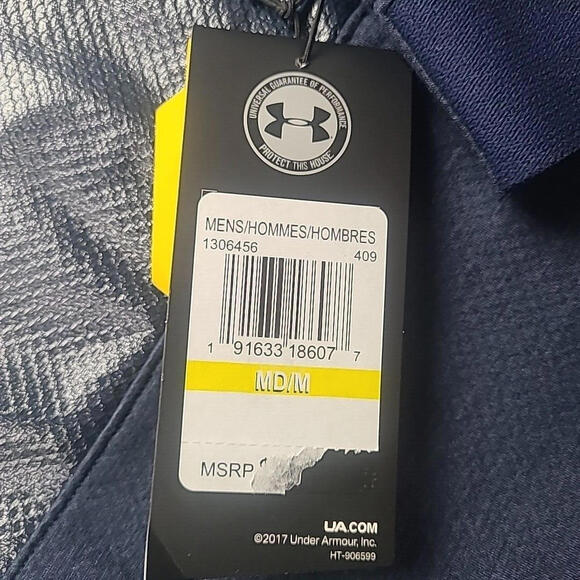 UNIVERSAL GUARANTEE OF PERFORMANCE
PROTECT THIS HOUSE
MENS/HOMMES/HOMBRES
1306456 409
1 91633 18607 7
MD/M
MSRP
UA.COM
©2017 Under Armour, Inc.
HT-906599